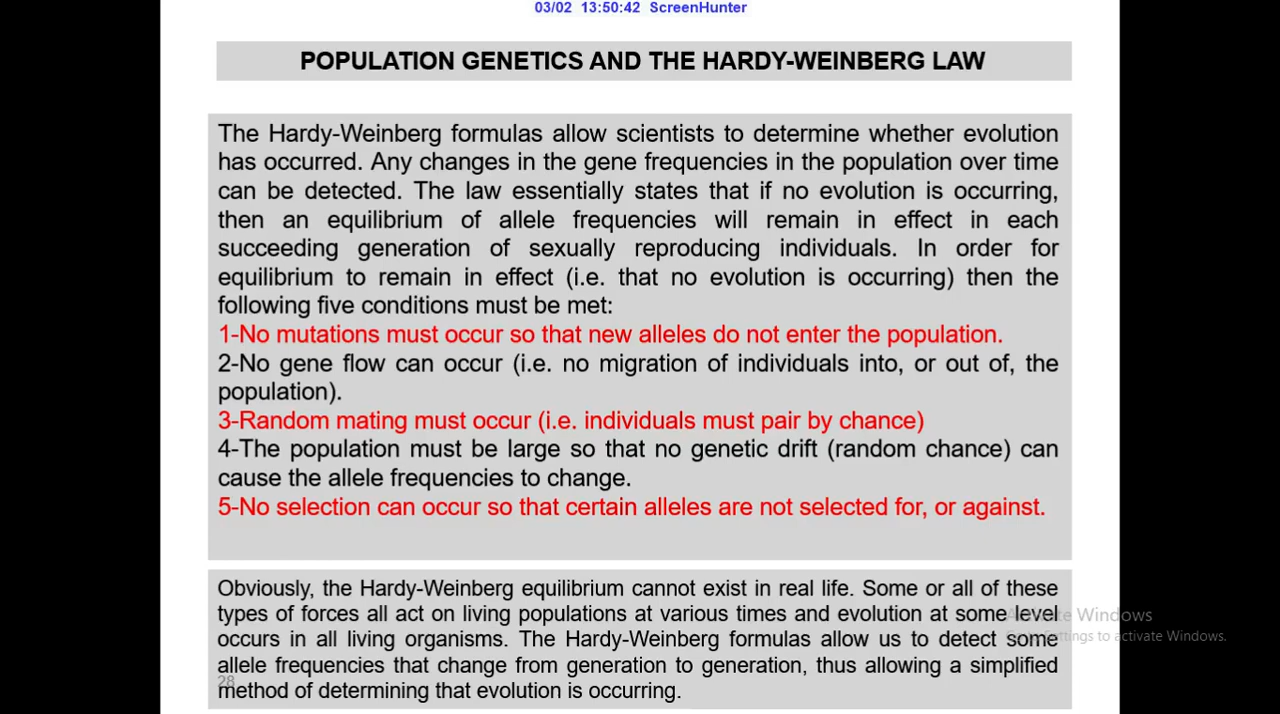 03/02 13:50:42 ScreenHunter
POPULATION GENETICS AND THE HARDY-WEINBERG LAW
The Hardy-Weinberg formulas allow scientists to determine whether evolution
has occurred. Any changes in the gene frequencies in the population over time
can be detected. The law essentially states that if no evolution is occurring,
then an equilibrium of allele frequencies will remain in effect in each
succeeding generation of sexually reproducing individuals. In order for
equilibrium to remain in effect (i.e. that no evolution is occurring) then the
following five conditions must be met:
1-No mutations must occur so that new alleles do not enter the population.
2-No gene flow can occur (i.e. no migration of individuals into, or out of, the
population).
3-Random mating must occur (i.e. individuals must pair by chance)
4-The population must be large so that no genetic drift (random chance) can
cause the allele frequencies to change.
5-No selection can occur so that certain alleles are not selected for, or against.
Obviously, the Hardy-Weinberg equilibrium cannot exist in real life. Some or all of these
types of forces all act on living populations at various times and evolution at some level
occurs in all living organisms. The Hardy-Weinberg formulas allow us to detect some
allele frequencies that change from generation to generation, thus allowing a simplified
method of determining that evolution is occurring.
Activate Windows
Go to Settings to activate Windows.
28